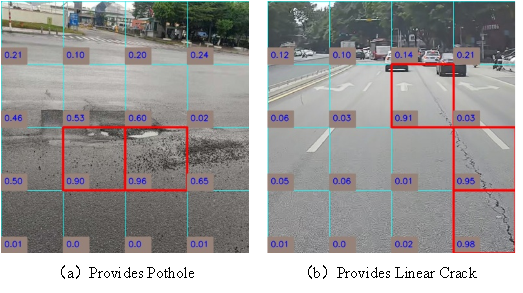 0.21 0.10 0.20 0.24 0.12 0.10 0.14 0.21
0.46 0.53 0.60 0.02 0.06 0.03 0.91 0.03
0.50 0.90 0.96 0.65 0.05 0.06 0.01 0.95
0.01 0.0 0.0 0.01 0.01 0.0 0.02 0.98
(a) Provides Pothole (b) Provides Linear Crack